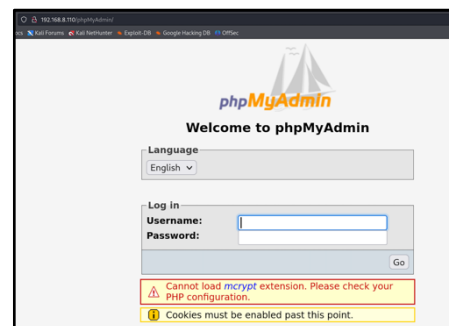 192.168.8.110/phpMyAdmin/
ocs Kali Forums Kali NetHunter Exploit-DB Google Hacking DB OffSec
phpMyAdmin
Welcome to phpMyAdmin
Language
English
Log in
Username:
Password:
Go
Cannot load mcrypt extension. Please check your
PHP configuration.
Cookies must be enabled past this point.